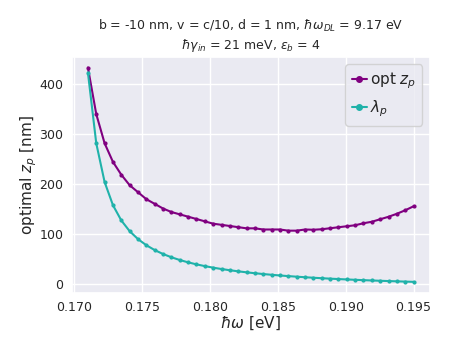 b = -10 nm, v = c/10, d = 1 nm, ħω_DL = 9.17 eV
ħγ_in = 21 meV, ε_b = 4
optimal z_p [nm]
400
300
200
100
0
opt z_p
λ_p
0.170 0.175 0.180 0.185 0.190 0.195
ħω [eV]